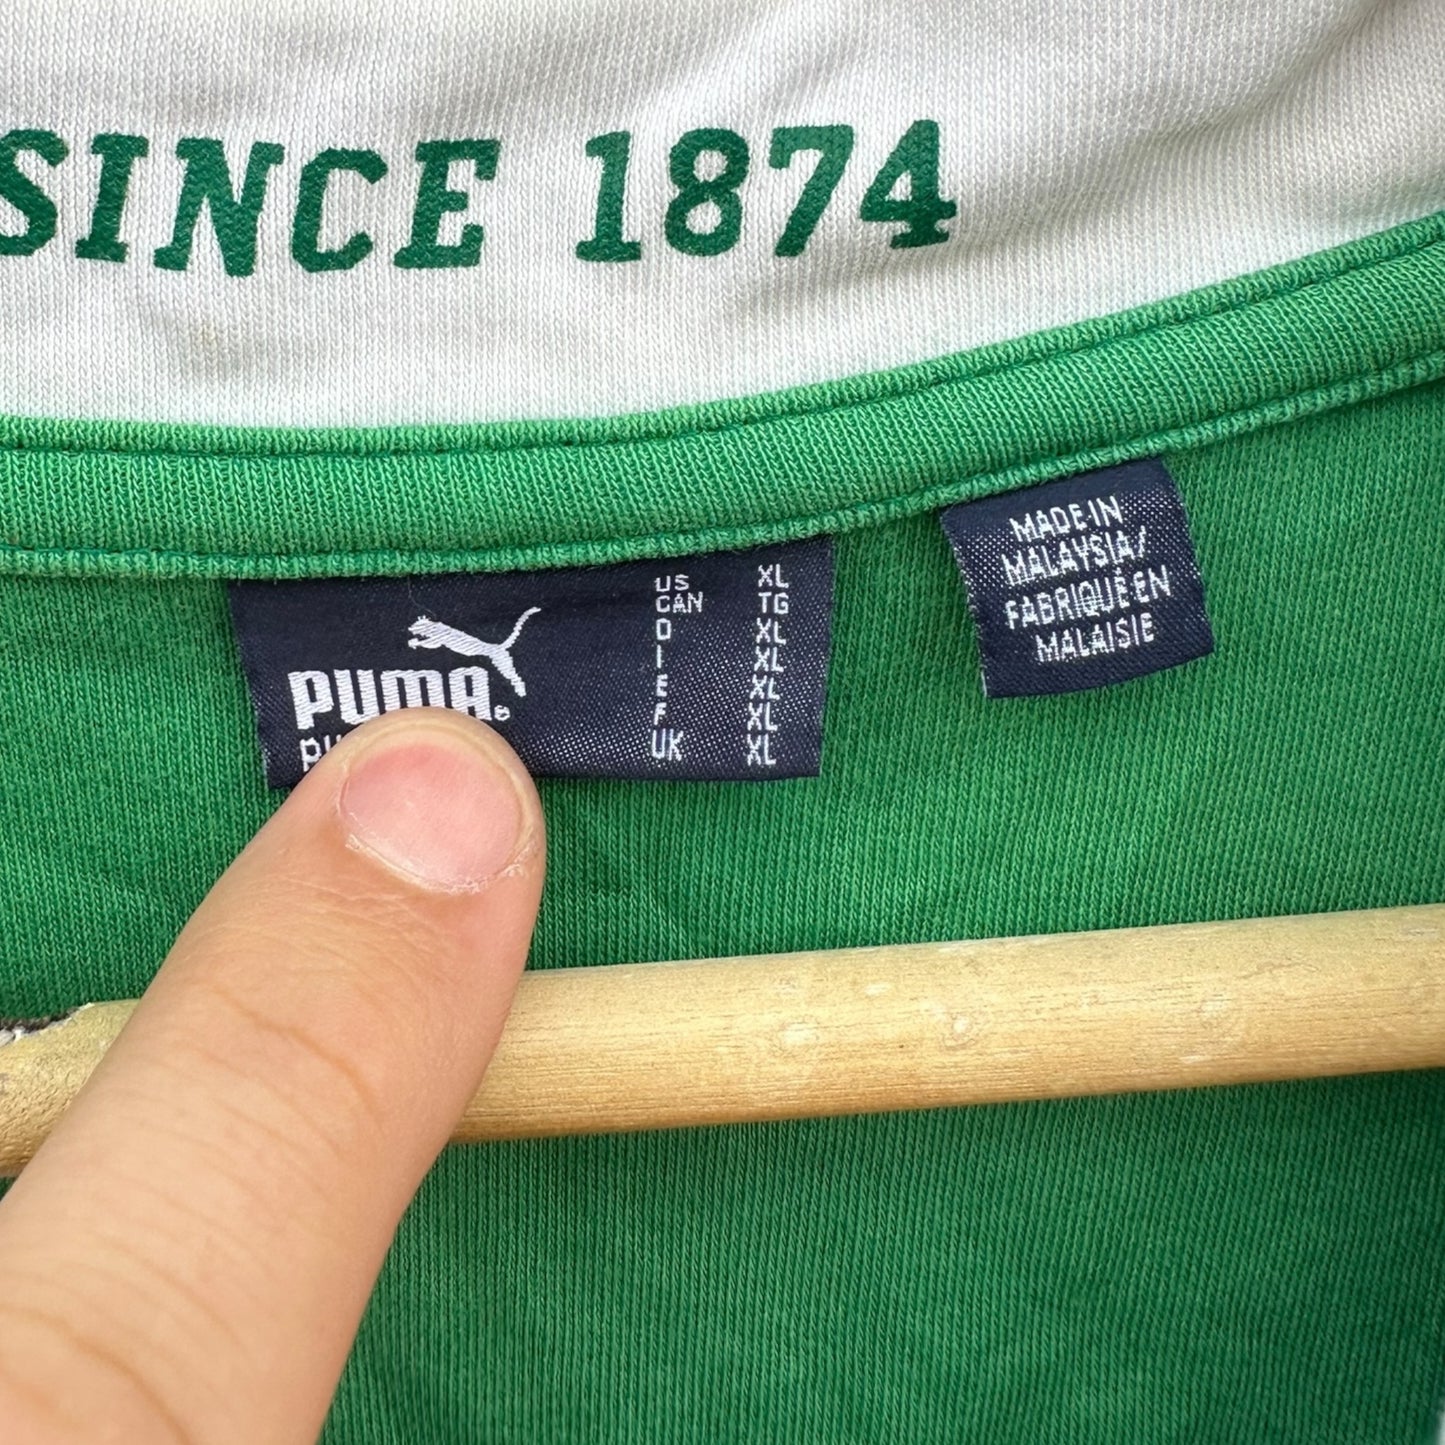 SINCE 1874
PUMA
US XL
CAN TG
D XL
I XL
E XL
F XL
UK XL
MADE IN
MALAYSIA/
FABRIQUÉ EN
MALAISIE